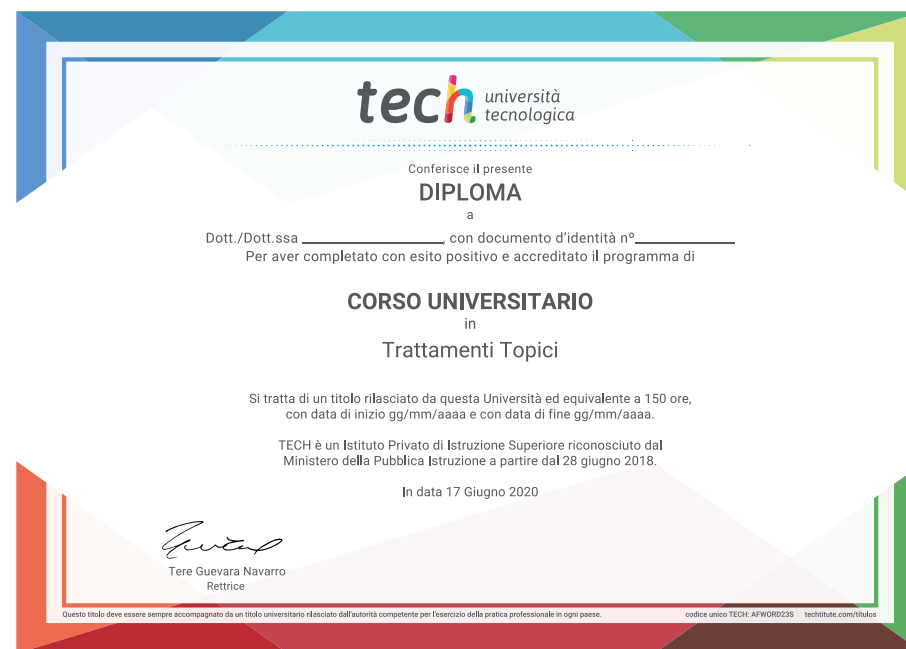 tech università
tecnologica
Conferisce il presente
DIPLOMA
a
Dott./Dott.ssa ____________________, con documento d'identità nº______________
Per aver completato con esito positivo e accreditato il programma di
CORSO UNIVERSITARIO
in
Trattamenti Topici
Si tratta di un titolo rilasciato da questa Università ed equivalente a 150 ore,
con data di inizio gg/mm/aaaa e con data di fine gg/mm/aaaa.
TECH è un Istituto Privato di Istruzione Superiore riconosciuto dal
Ministero della Pubblica Istruzione a partire dal 28 giugno 2018.
In data 17 Giugno 2020
Tere Guevara Navarro
Rettrice
Questo titolo deve essere sempre accompagnato da un titolo universitario rilasciato dall'autorità competente per l'esercizio della pratica professionale in ogni paese. codice unico TECH: AFWORD23S techtitute.com/titulos